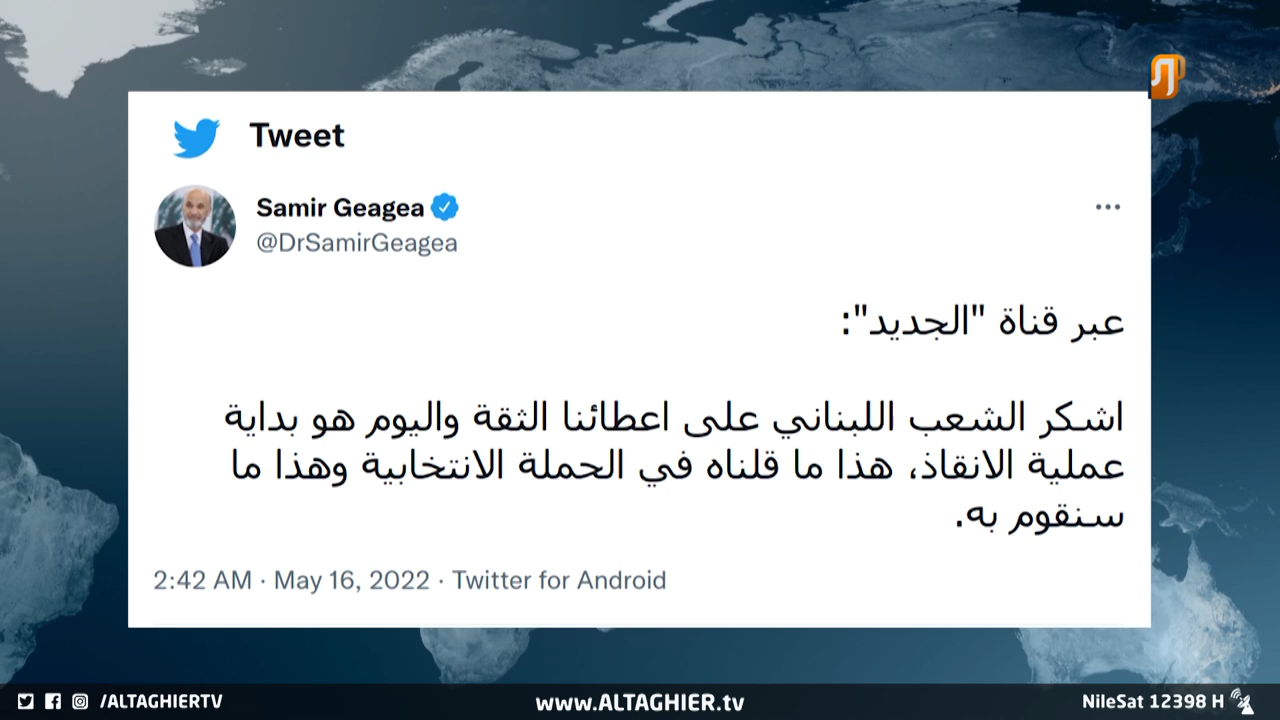 Tweet
Samir Geagea
@DrSamirGeagea
عبر قناة "الجديد":
اشكر الشعب اللبناني على اعطائنا الثقة واليوم هو بداية
عملية الانقاذ، هذا ما قلناه في الحملة الانتخابية وهذا ما
سنقوم به.
2:42 AM · May 16, 2022 · Twitter for Android
/ALTAGHIERTV
www.ALTAGHIER.tv
NileSat 12398 H